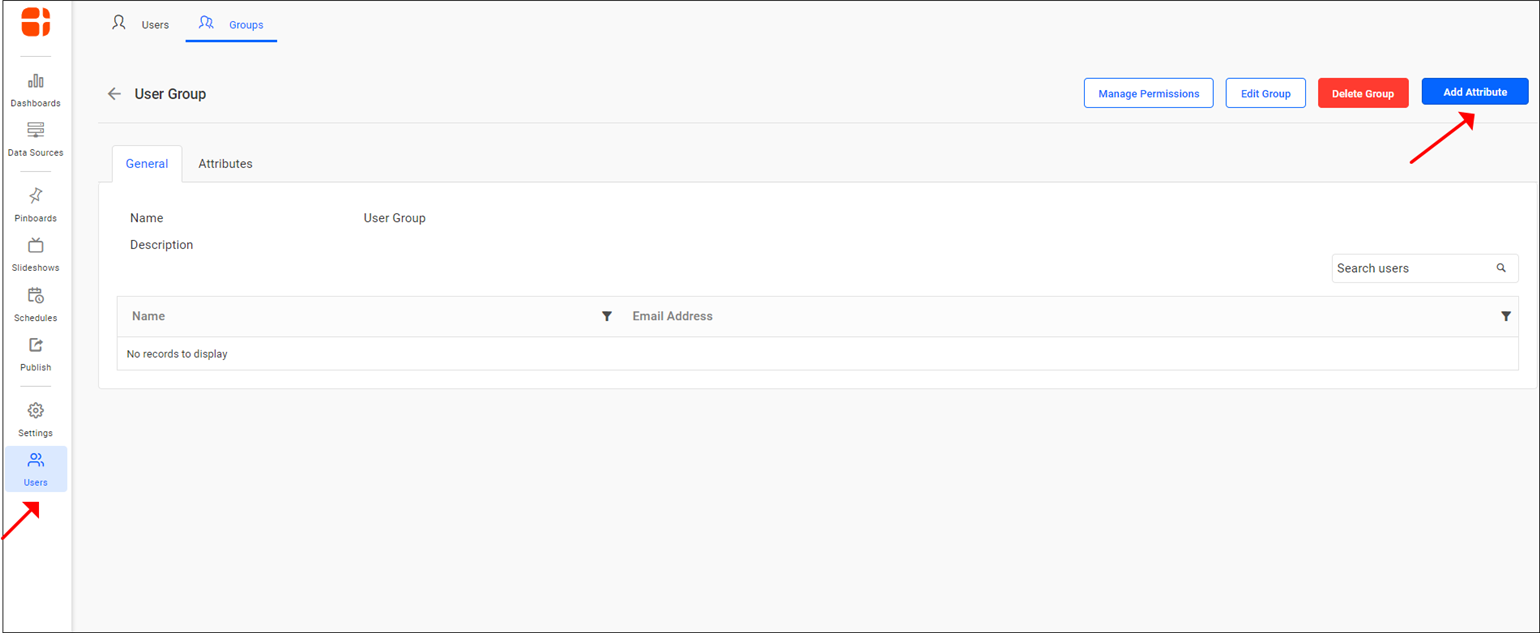 Users Groups
User Group
Manage Permissions Edit Group Delete Group Add Attribute
Dashboards
Data Sources
Pinboards
Slideshows
Schedules
Publish
Settings
Users
General Attributes
Name User Group
Description
Search users
Name Email Address
No records to display